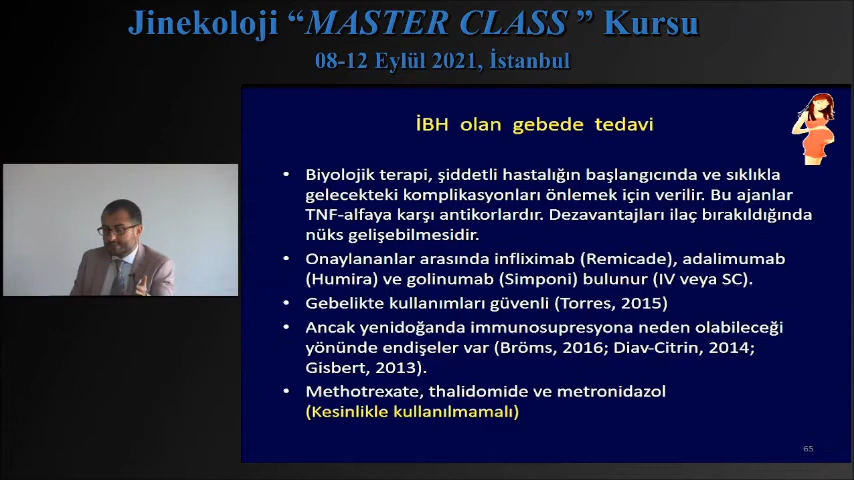 Jinekoloji “MASTER CLASS ” Kursu
08-12 Eylül 2021, İstanbul
İBH olan gebede tedavi
• Biyolojik terapi, şiddetli hastalığın başlangıcında ve sıklıkla
gelecekteki komplikasyonları önlemek için verilir. Bu ajanlar
TNF-alfaya karşı antikorlardır. Dezavantajları ilaç bırakıldığında
nüks gelişebilmesidir.
• Onaylananlar arasında infliximab (Remicade), adalimumab
(Humira) ve golinumab (Simponi) bulunur (IV veya SC).
• Gebelikte kullanımları güvenli (Torres, 2015)
• Ancak yenidoğanda immunosupresyona neden olabileceği
yönünde endişeler var (Bröms, 2016; Diav-Citrin, 2014;
Gisbert, 2013).
• Methotrexate, thalidomide ve metronidazol
(Kesinlikle kullanılmamalı)
65